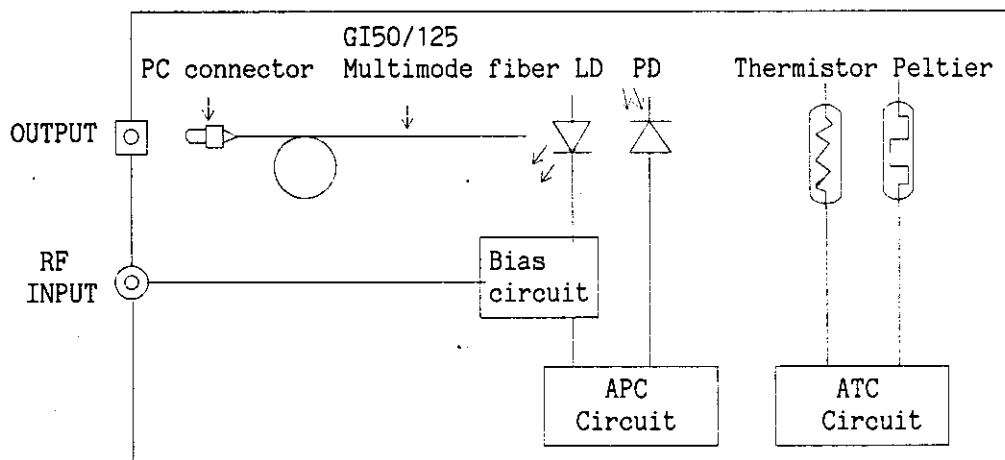 GI50/125
PC connector Multimode fiber LD PD Thermistor Peltier
OUTPUT
RF
INPUT
Bias
circuit
APC
Circuit
ATC
Circuit